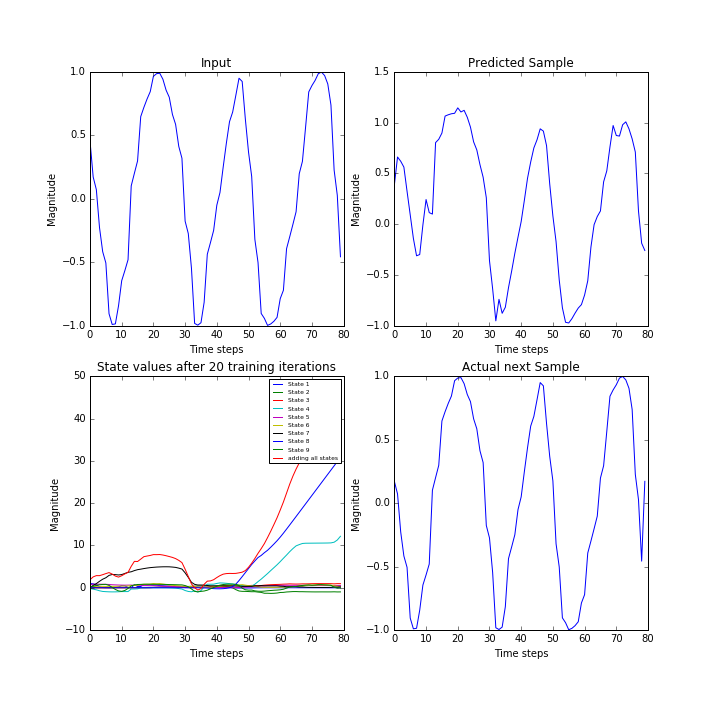 Input
1.0
0.5
0.0
−0.5
−1.0
Magnitude
0 10 20 30 40 50 60 70 80
Time steps
Predicted Sample
1.5
1.0
0.5
0.0
−0.5
−1.0
Magnitude
0 10 20 30 40 50 60 70 80
Time steps
State values after 20 training iterations
50
40
30
20
10
0
−10
Magnitude
0 10 20 30 40 50 60 70 80
Time steps
State 1
State 2
State 3
State 4
State 5
State 6
State 7
State 8
State 9
adding all states
Actual next Sample
1.0
0.5
0.0
−0.5
−1.0
Magnitude
0 10 20 30 40 50 60 70 80
Time steps